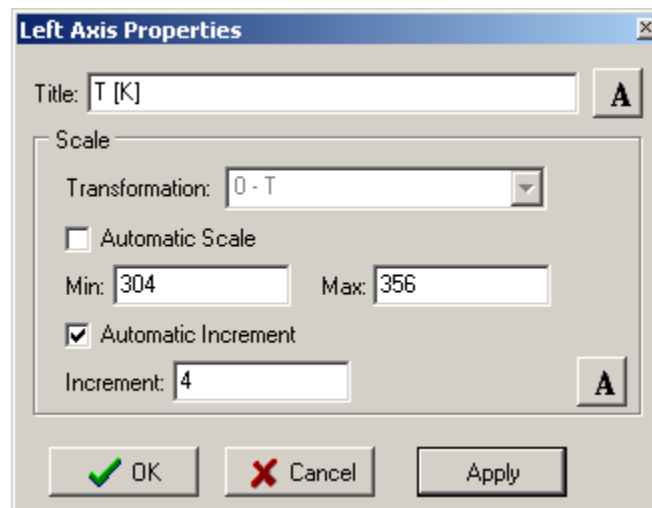 Left Axis Properties
Title: T [K] A
Scale
Transformation: 0 - T
Automatic Scale
Min: 304 Max: 356
Automatic Increment
Increment: 4 A
OK Cancel Apply